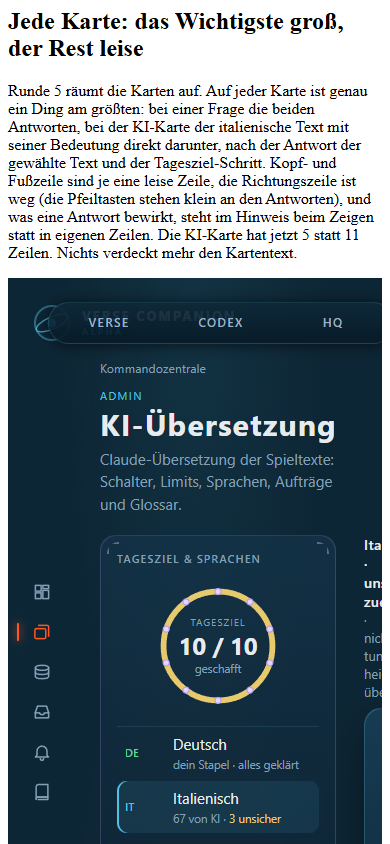 Jede Karte: das Wichtigste groß,
der Rest leise
Runde 5 räumt die Karten auf. Auf jeder Karte ist genau
ein Ding am größten: bei einer Frage die beiden
Antworten, bei der KI-Karte der italienische Text mit
seiner Bedeutung direkt darunter, nach der Antwort der
gewählte Text und der Tagesziel-Schritt. Kopf- und
Fußzeile sind je eine leise Zeile, die Richtungszeile ist
weg (die Pfeiltasten stehen klein an den Antworten), und
was eine Antwort bewirkt, steht im Hinweis beim Zeigen
statt in eigenen Zeilen. Die KI-Karte hat jetzt 5 statt 11
Zeilen. Nichts verdeckt mehr den Kartentext.
VERSE COMPANION
ALPHA
VERSE CODEX HQ
Kommandozentrale
ADMIN
KI-Übersetzung
Claude-Übersetzung der Spieltexte:
Schalter, Limits, Sprachen, Aufträge
und Glossar.
TAGESZIEL & SPRACHEN
TAGESZIEL
10 / 10
geschafft
DE Deutsch
dein Stapel · alles geklärt
IT Italienisch
67 von KI · 3 unsicher